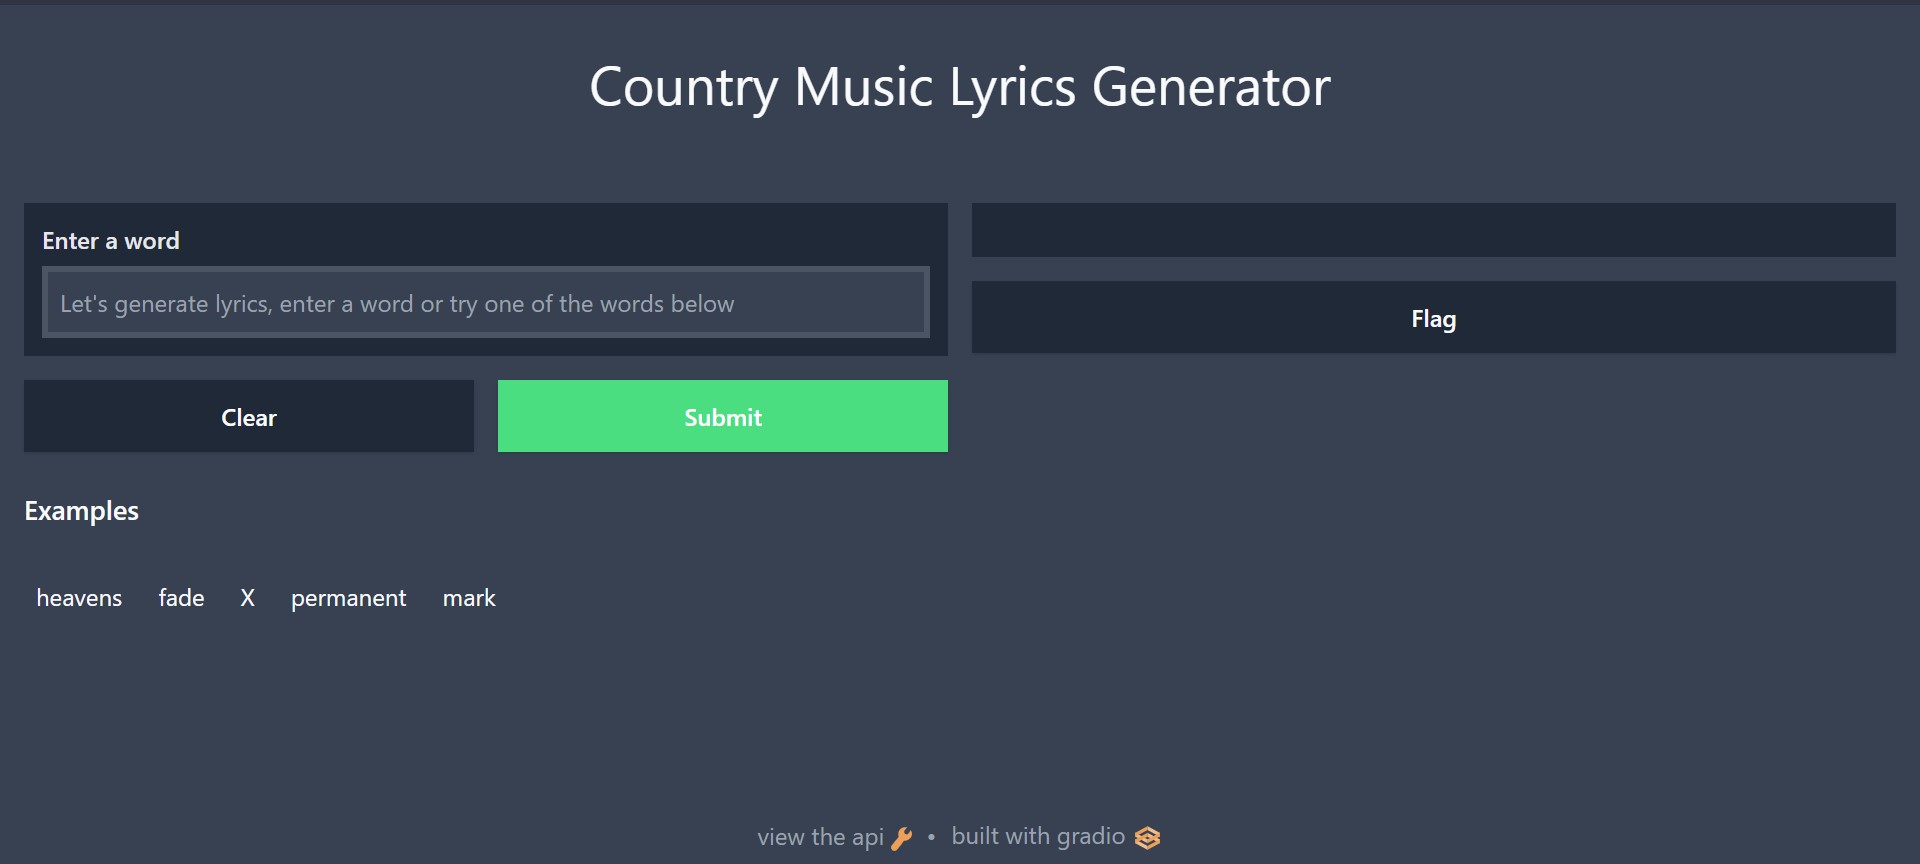 Country Music Lyrics Generator
Enter a word
Let's generate lyrics, enter a word or try one of the words below
Clear
Submit
Flag
Examples
heavens fade X permanent mark
view the api • built with gradio